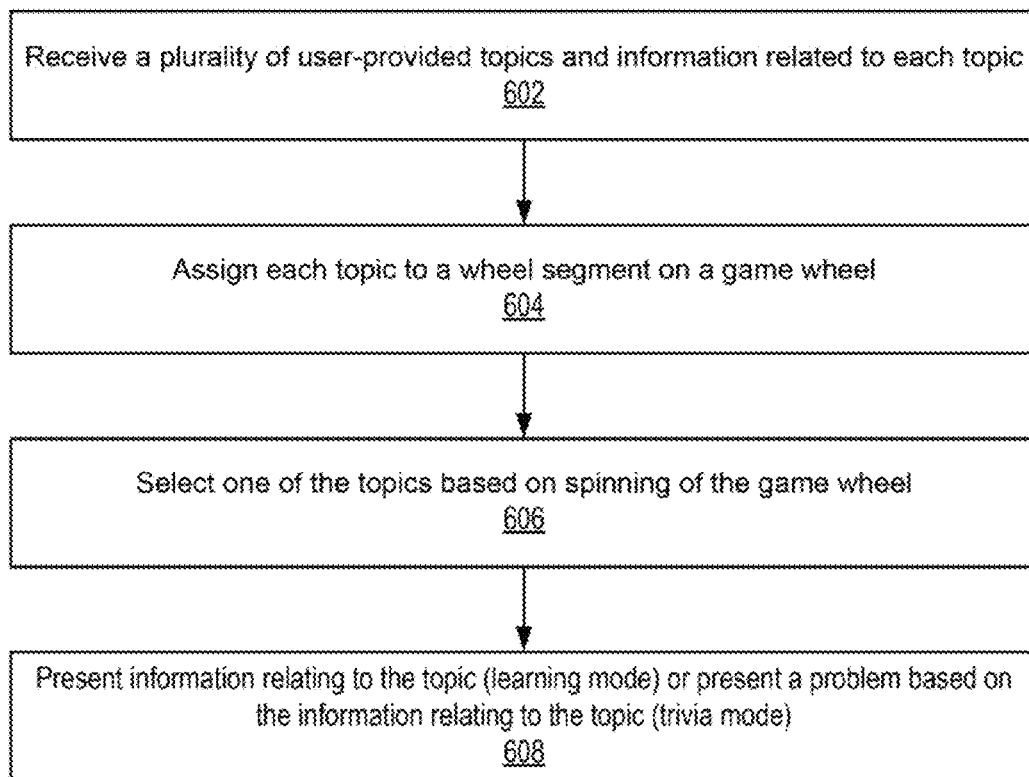 Receive a plurality of user-provided topics and information related to each topic
602
Assign each topic to a wheel segment on a game wheel
604
Select one of the topics based on spinning of the game wheel
606
Present information relating to the topic (learning mode) or present a problem based on
the information relating to the topic (trivia mode)
608